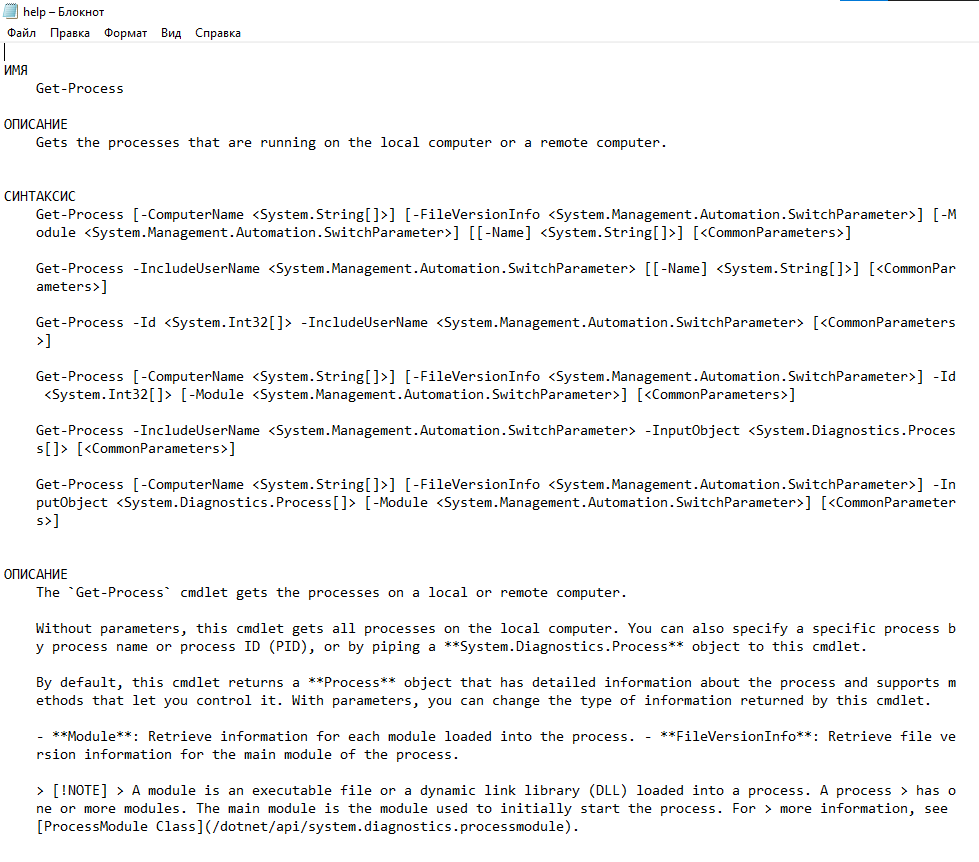 help – Блокнот
Файл Правка Формат Вид Справка
ИМЯ
Get-Process
ОПИСАНИЕ
Gets the processes that are running on the local computer or a remote computer.
СИНТАКСИС
Get-Process [-ComputerName <System.String[]>] [-FileVersionInfo <System.Management.Automation.SwitchParameter>] [-M
odule <System.Management.Automation.SwitchParameter>] [[-Name] <System.String[]>] [<CommonParameters>]
Get-Process -IncludeUserName <System.Management.Automation.SwitchParameter> [[-Name] <System.String[]>] [<CommonPar
ameters>]
Get-Process -Id <System.Int32[]> -IncludeUserName <System.Management.Automation.SwitchParameter> [<CommonParameters
>]
Get-Process [-ComputerName <System.String[]>] [-FileVersionInfo <System.Management.Automation.SwitchParameter>] -Id
<System.Int32[]> [-Module <System.Management.Automation.SwitchParameter>] [<CommonParameters>]
Get-Process -IncludeUserName <System.Management.Automation.SwitchParameter> -InputObject <System.Diagnostics.Proces
s[]> [<CommonParameters>]
Get-Process [-ComputerName <System.String[]>] [-FileVersionInfo <System.Management.Automation.SwitchParameter>] -In
putObject <System.Diagnostics.Process[]> [-Module <System.Management.Automation.SwitchParameter>] [<CommonParameter
s>]
ОПИСАНИЕ
The `Get-Process` cmdlet gets the processes on a local or remote computer.
Without parameters, this cmdlet gets all processes on the local computer. You can also specify a specific process b
y process name or process ID (PID), or by piping a **System.Diagnostics.Process** object to this cmdlet.
By default, this cmdlet returns a **Process** object that has detailed information about the process and supports m
ethods that let you control it. With parameters, you can change the type of information returned by this cmdlet.
- **Module**: Retrieve information for each module loaded into the process. - **FileVersionInfo**: Retrieve file ve
rsion information for the main module of the process.
> [!NOTE] > A module is an executable file or a dynamic link library (DLL) loaded into a process. A process > has o
ne or more modules. The main module is the module used to initially start the process. For > more information, see
[ProcessModule Class](/dotnet/api/system.diagnostics.processmodule).